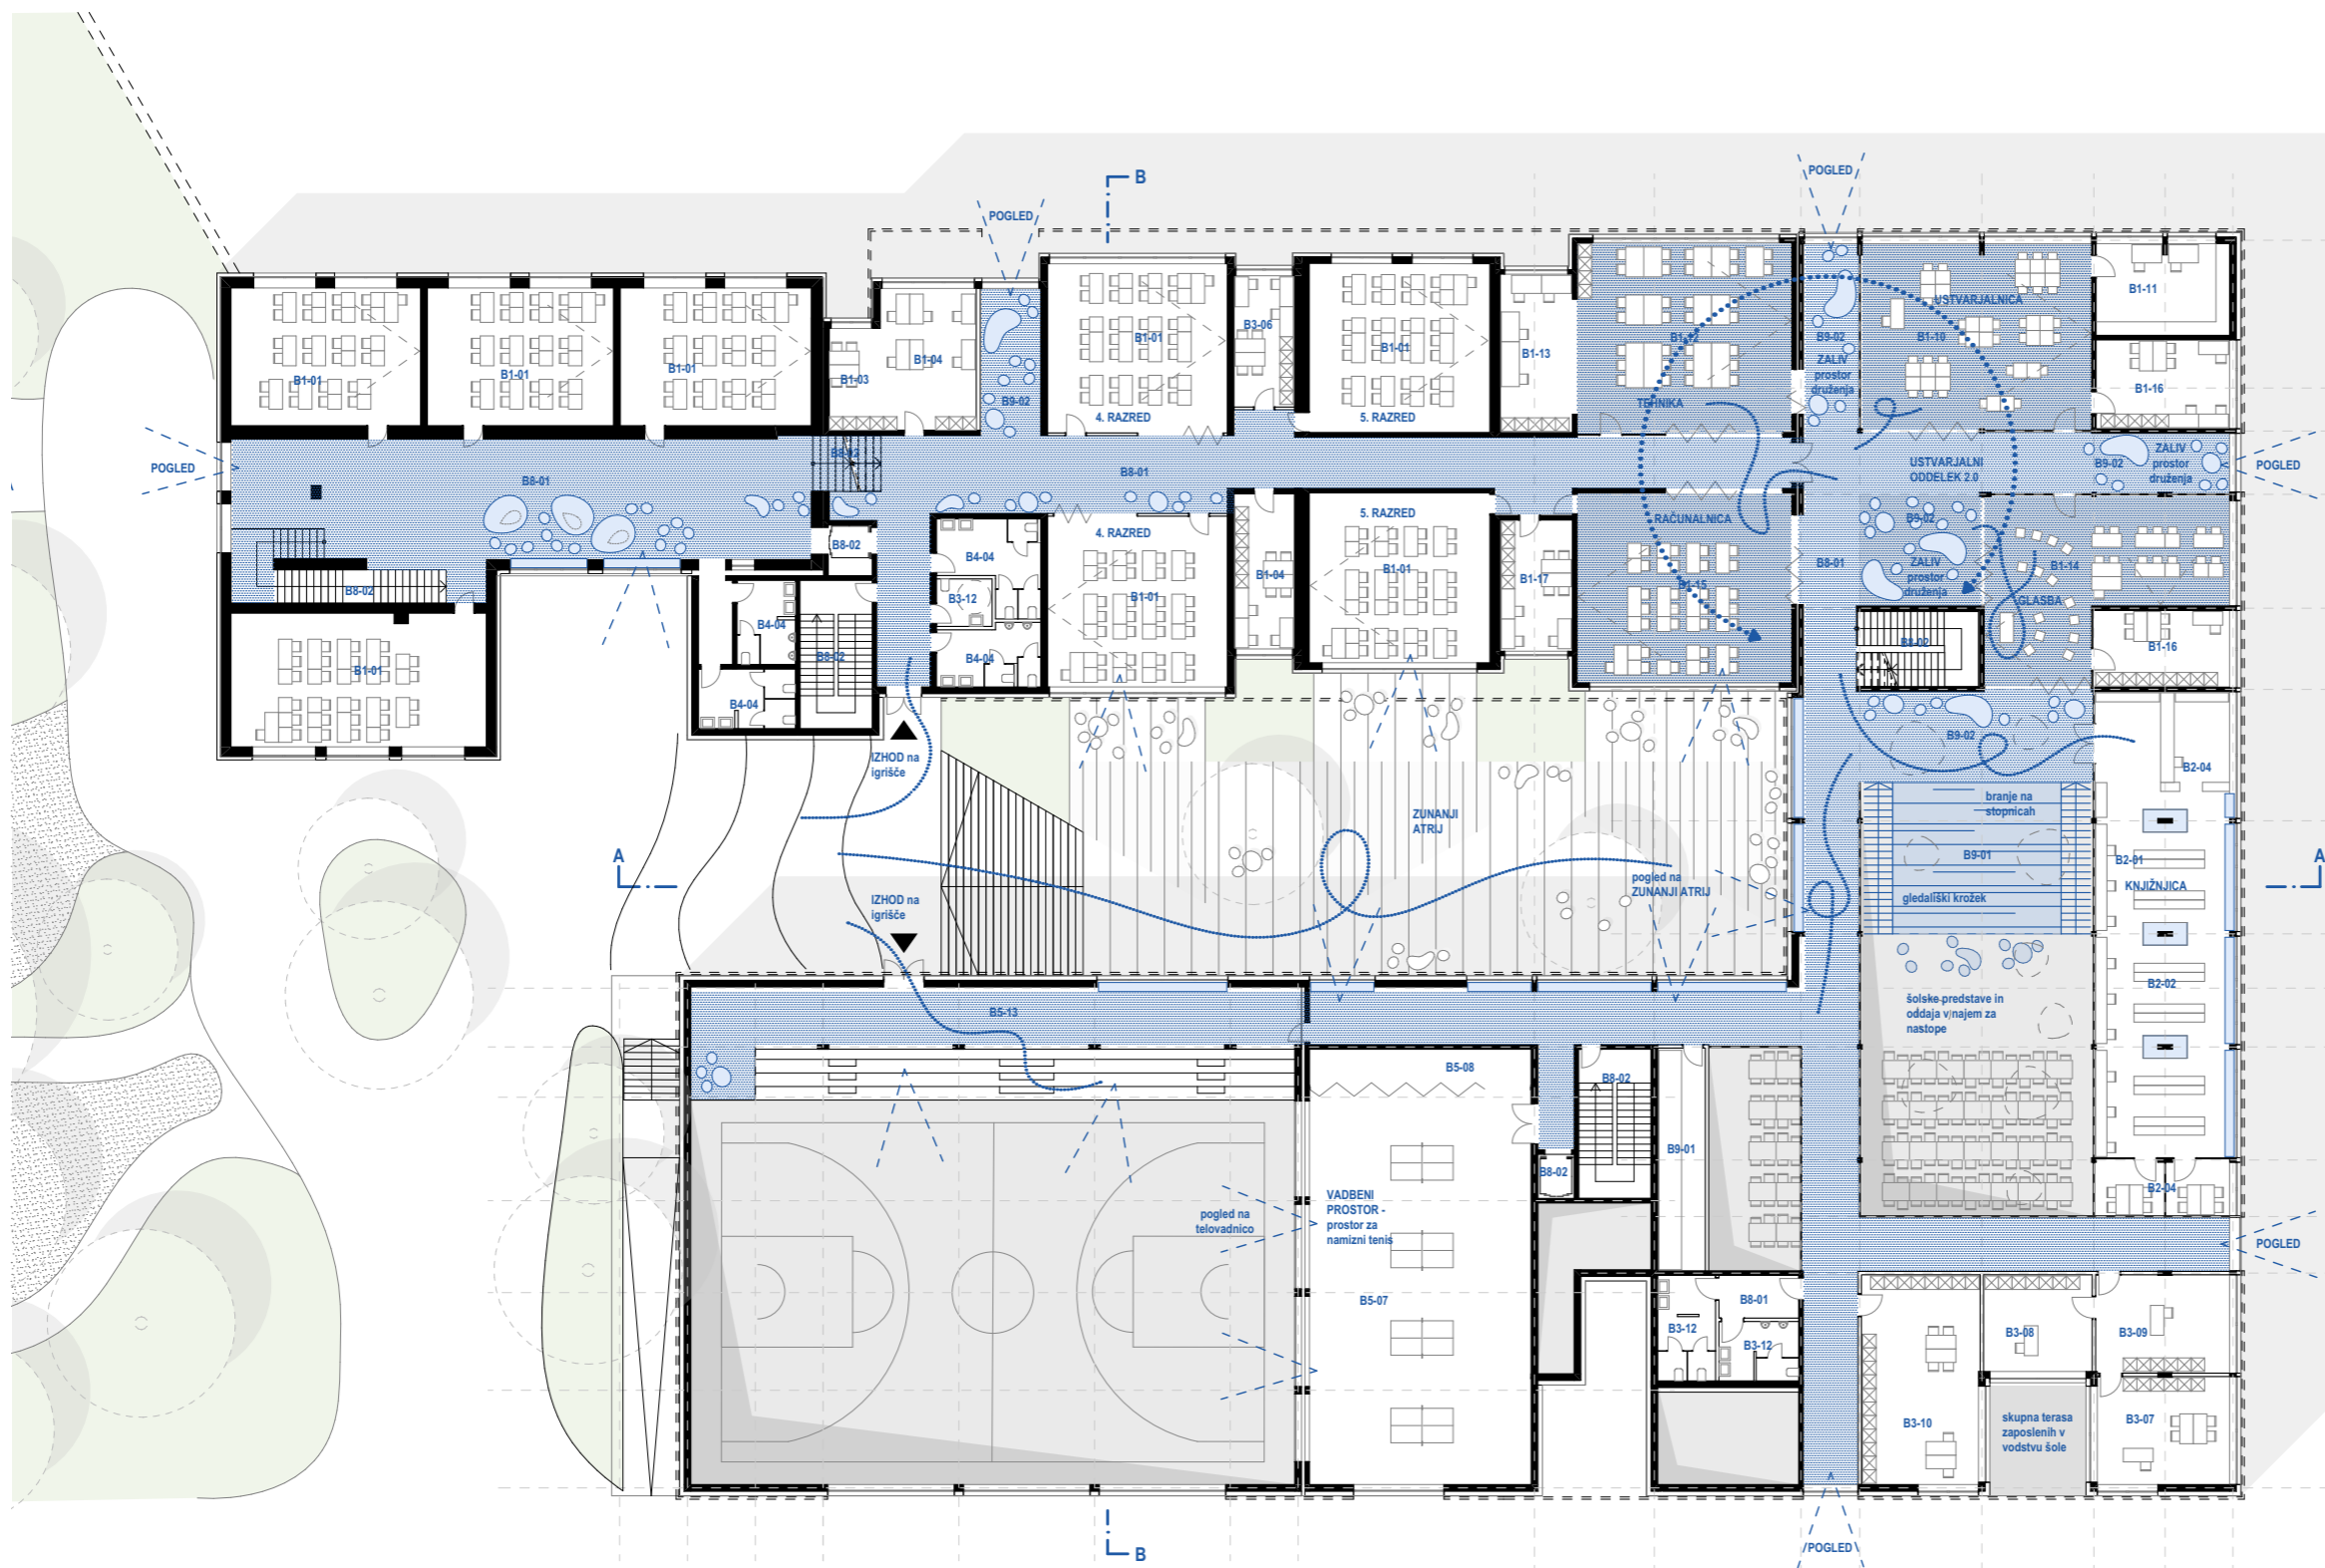 B
POGLED
POGLED
B1-01
B1-01
B1-01
B1-03
B1-04
B9-02
B1-01
4. RAZRED
B3-06
B1-01
5. RAZRED
B1-13
B1-12
TEHNIKA
B9-02
ZALIV
prostor
druženja
USTVARJALNICA
B1-10
B1-11
B1-16
POGLED
B8-01
B8-02
B8-01
USTVARJALNI
ODDELEK 2.0
B9-02
ZALIV
prostor
druženja
POGLED
B8-02
B8-02
B4-04
B3-12
B4-04
4. RAZRED
B1-01
B1-04
5. RAZRED
B1-01
B1-17
RAČUNALNICA
B1-15
B8-01
B9-02
ZALIV
prostor
druženja
B1-14
GLASBA
B1-01
B4-04
B4-04
B8-02
B8-02
B1-16
IZHOD na
igrišče
B9-02
B2-04
ZUNANJI
ATRIJ
branje na
stopnicah
B9-01
gledališki krožek
B2-01
KNJIŽNJICA
A
A
IZHOD na
igrišče
pogled na
ZUNANJI ATRIJ
B5-13
šolske predstave in
oddaja v najem za
nastope
B2-02
B5-08
B8-02
B9-01
B8-02
B2-04
pogled na
telovadnico
VADBENI
PROSTOR -
prostor za
namizni tenis
POGLED
B5-07
B8-01
B3-12
B3-12
B3-08
B3-09
B3-10
skupna terasa
zaposlenih v
vodstvu šole
B3-07
B
POGLED